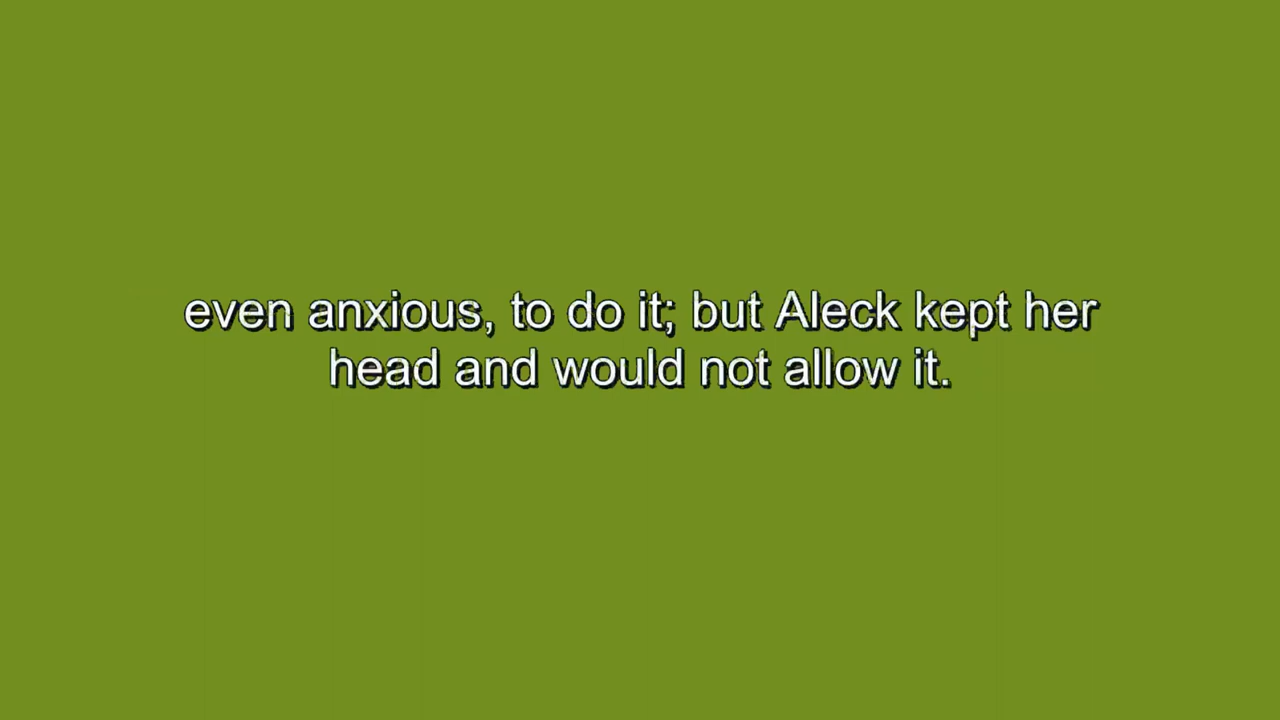 even anxious, to do it; but Aleck kept her
head and would not allow it.